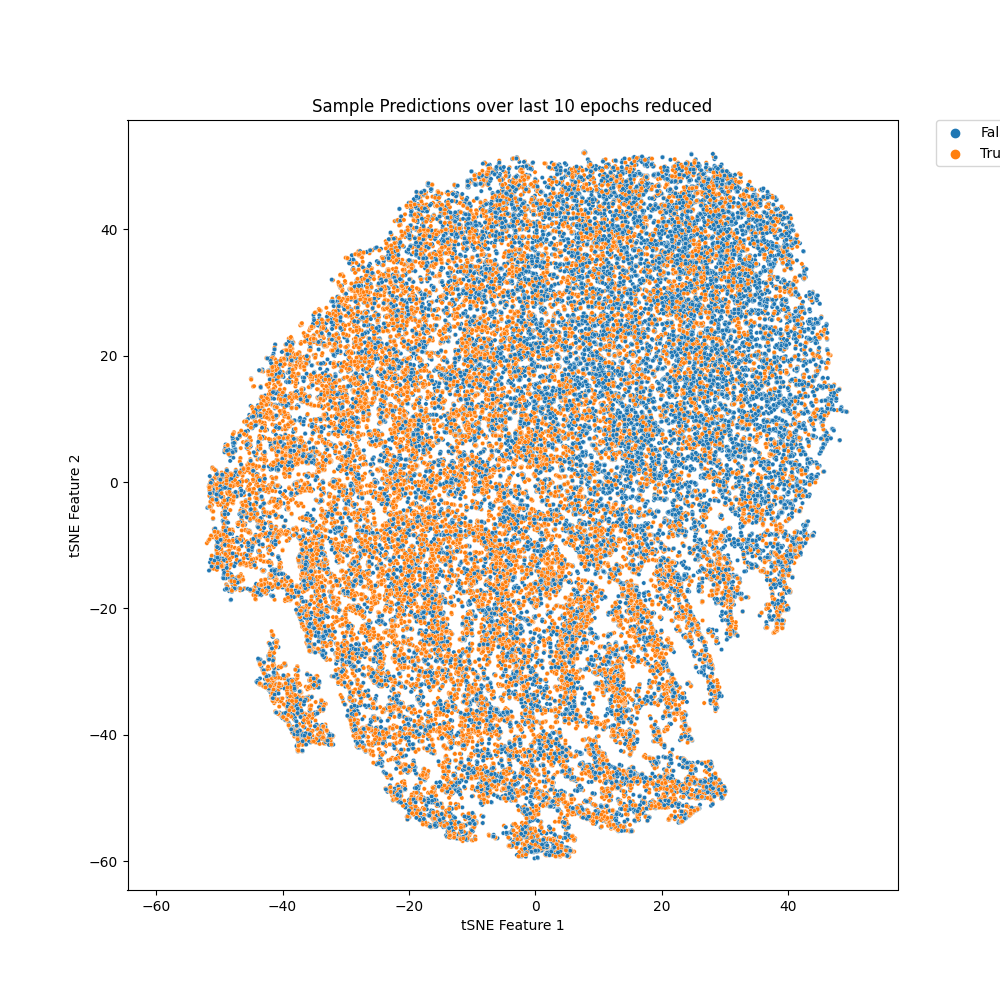 Sample Predictions over last 10 epochs reduced
Fal
Tru
40
20
0
−20
−40
−60
tSNE Feature 2
−60 −40 −20 0 20 40
tSNE Feature 1